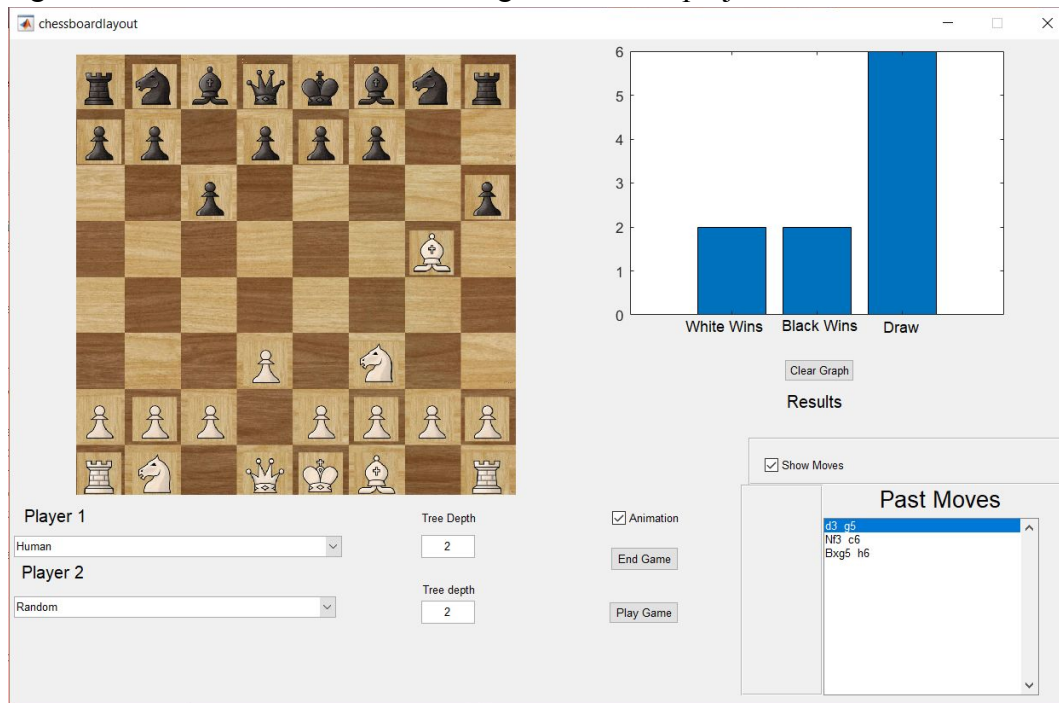 chessboardlayout
6
5
4
3
2
1
0
White Wins Black Wins Draw
Clear Graph
Results
Show Moves
Past Moves
d3 g5
Nf3 c6
Bxg5 h6
Player 1
Human
Player 2
Random
Tree Depth
2
Tree depth
2
Animation
End Game
Play Game